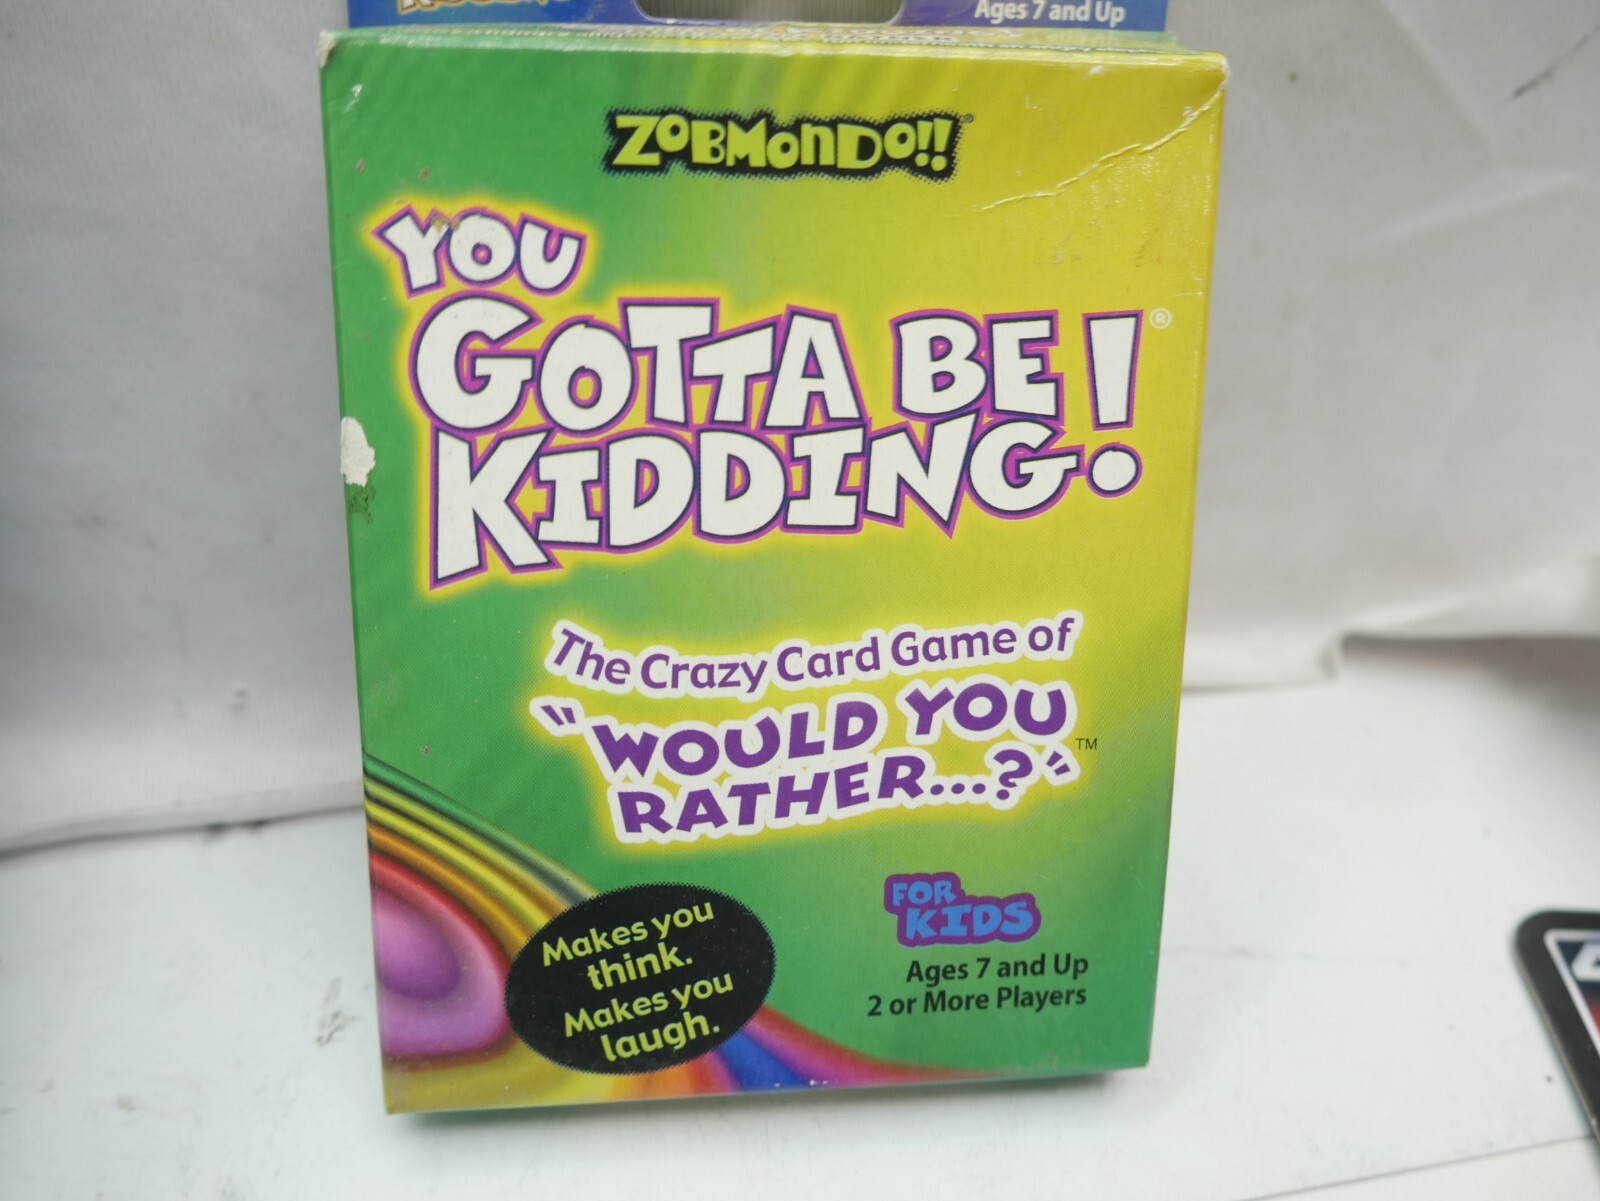 Ages 7 and Up
ZOBMONDO!!®
YOU
GOTTA BE
KIDDING!®
The Crazy Card Game of
"WOULD YOU
RATHER...?"™
Makes you
think.
Makes you
laugh.
FOR
KIDS
Ages 7 and Up
2 or More Players